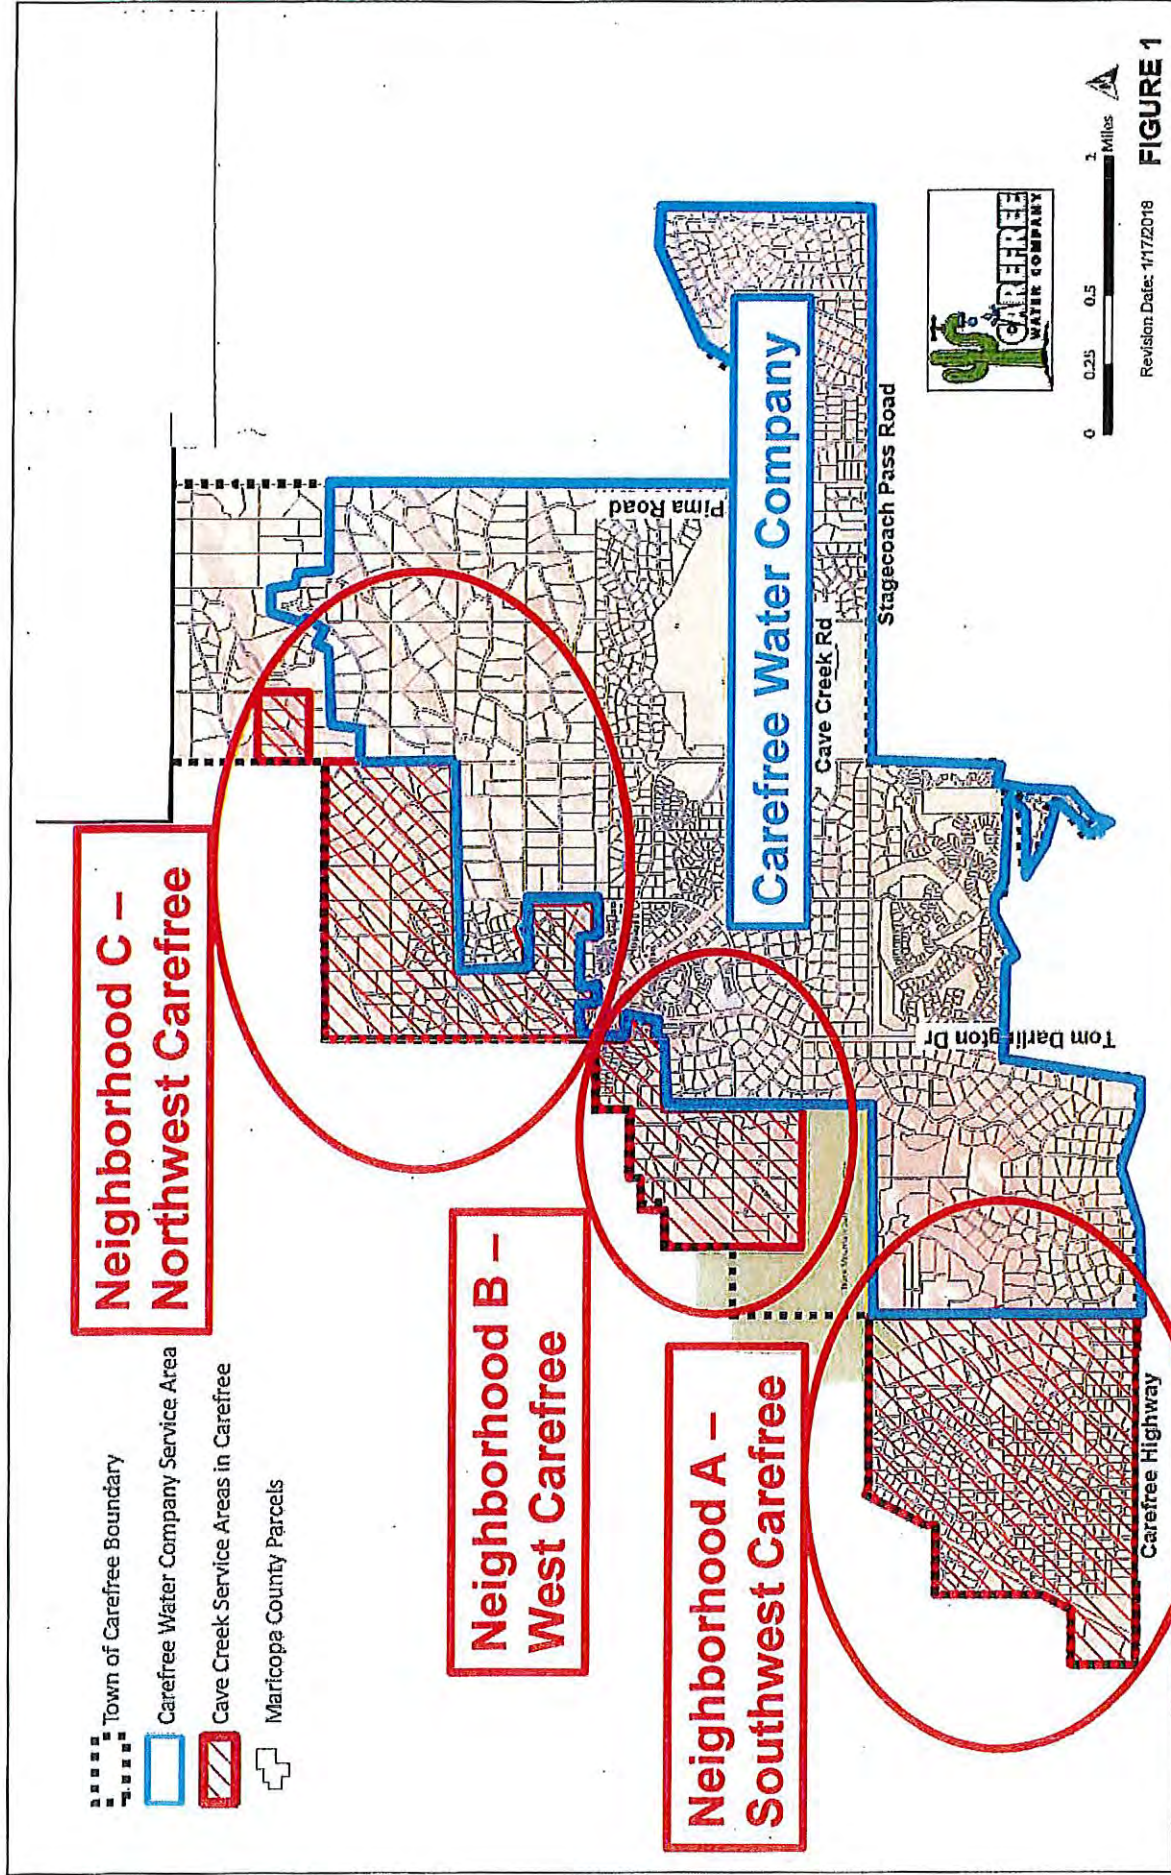 Town of Carefree Boundary
Carefree Water Company Service Area
Cave Creek Service Areas in Carefree
Maricopa County Parcels
Neighborhood C –
Northwest Carefree
Neighborhood B –
West Carefree
Neighborhood A –
Southwest Carefree
Carefree Water Company
Pima Road
Cave Creek Rd
Stagecoach Pass Road
Tom Darlington Dr
Carefree Highway
CAREFREE
WATER COMPANY
0 0.25 0.5 1
Miles
Revision Date: 1/17/2018
FIGURE 1